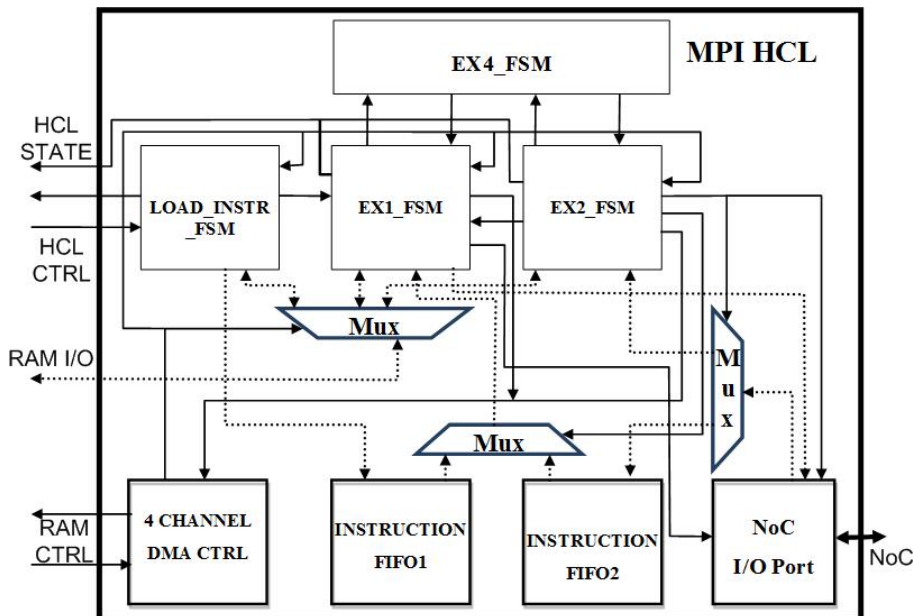 EX4_FSM
MPI HCL
HCL
STATE
LOAD_INSTR
_FSM
EX1_FSM
EX2_FSM
HCL
CTRL
Mux
RAM I/O
M
u
x
Mux
RAM
CTRL
4 CHANNEL
DMA CTRL
INSTRUCTION
FIFO1
INSTRUCTION
FIFO2
NoC
I/O Port
NoC